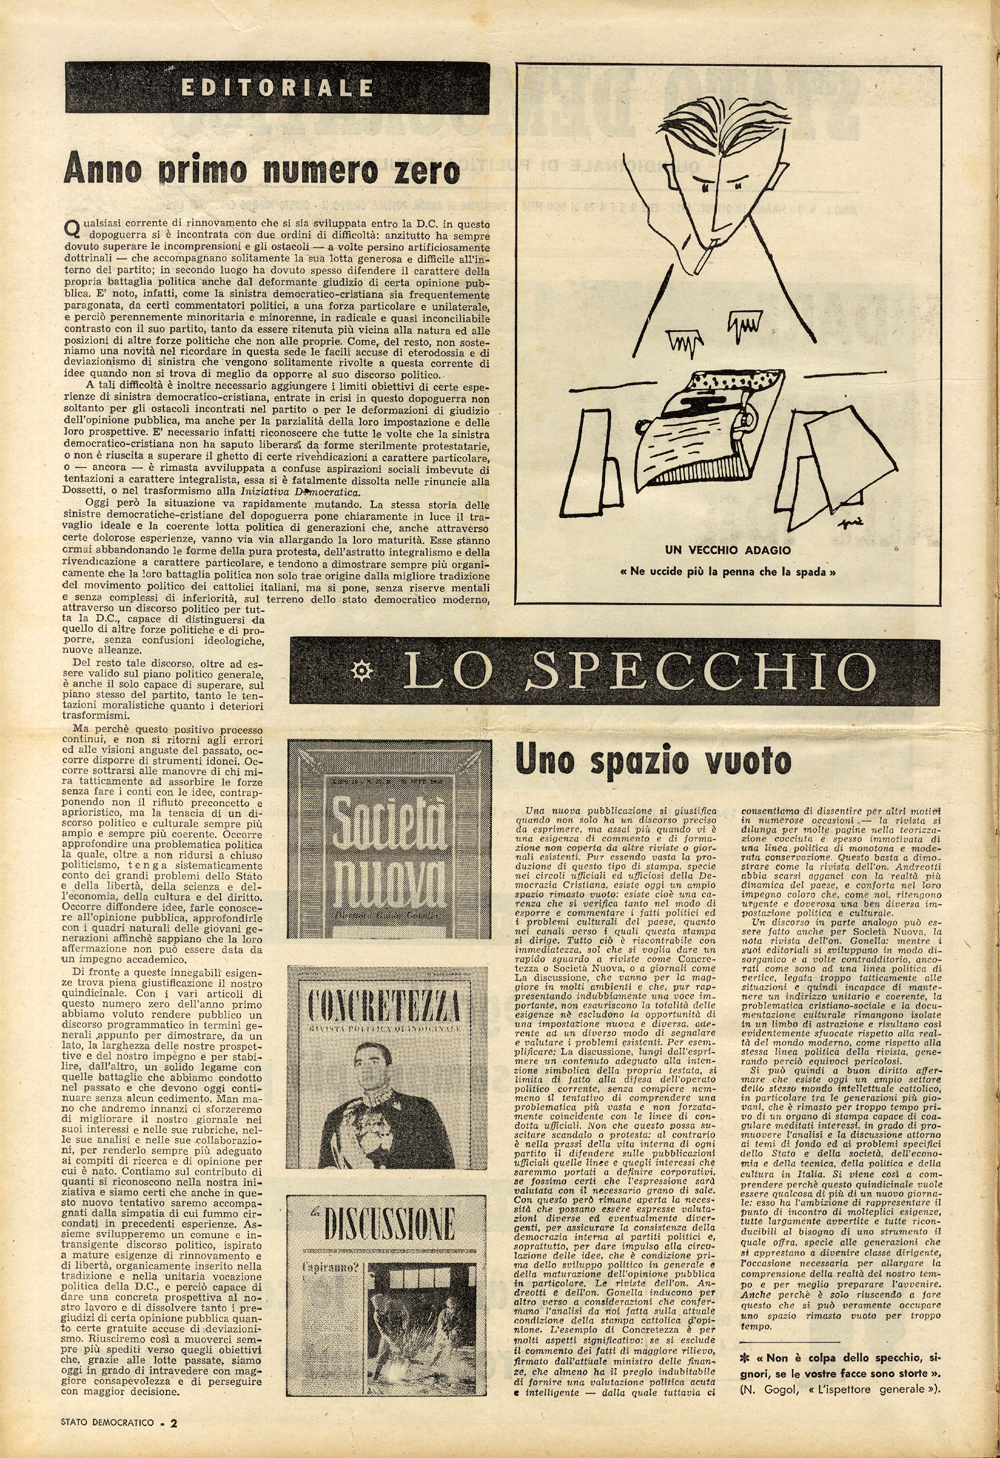 EDITORIALE
Anno primo numero zero
Qualsiasi corrente di rinnovamento che si sia sviluppata entro la D.C. in questo
dopoguerra si è incontrata con due ordini di difficoltà: anzitutto ha sempre
dovuto superare le incomprensioni e gli ostacoli — a volte persino artificiosamente
dottrinali — che accompagnano solitamente la sua lotta generosa e difficile all'in-
terno del partito; in secondo luogo ha dovuto spesso difendere il carattere della
propria battaglia politica anche dal deformante giudizio di certa opinione pub-
blica. E' noto, infatti, come la sinistra democratico-cristiana sia frequentemente
paragonata, da certi commentatori politici, a una forza particolare e unilaterale,
e perciò perennemente minoritaria e minorenne, in radicale e quasi inconciliabile
contrasto con il suo partito, tanto da essere ritenuta più vicina alla natura ed alle
posizioni di altre forze politiche che non alle proprie. Come, del resto, non soste-
niamo una novità nel ricordare in questa sede le facili accuse di eterodossia e di
deviazionismo di sinistra che vengono solitamente rivolte a questa corrente di
idee quando non si trova di meglio da opporre al suo discorso politico.
A tali difficoltà è inoltre necessario aggiungere i limiti obiettivi di certe espe-
rienze di sinistra democratico-cristiana, entrate in crisi in questo dopoguerra non
soltanto per gli ostacoli incontrati nel partito o per le deformazioni di giudizio
dell'opinione pubblica, ma anche per la parzialità della loro impostazione e delle
loro prospettive. E' necessario infatti riconoscere che tutte le volte che la sinistra
democratico-cristiana non ha saputo liberarsi da forme sterilmente protestatarie,
o non è riuscita a superare il ghetto di certe rivendicazioni a carattere particolare,
o — ancora — è rimasta avviluppata a confuse aspirazioni sociali imbevute di
tentazioni a carattere integralista, essa si è fatalmente dissolta nelle rinuncie alla
Dossetti, o nel trasformismo alla Iniziativa Democratica.
Oggi però la situazione va rapidamente mutando. La stessa storia delle
sinistre democratiche-cristiane del dopoguerra pone chiaramente in luce il tra-
vaglio ideale e la coerente lotta politica di generazioni che, anche attraverso
certe dolorose esperienze, vanno via via allargando la loro maturità. Esse stanno
ormai abbandonando le forme della pura protesta, dell'astratto integralismo e della
rivendicazione a carattere particolare, e tendono a dimostrare sempre più organi-
camente che la loro battaglia politica non solo trae origine dalla migliore tradizione
del movimento politico dei cattolici italiani, ma si pone, senza riserve mentali
e senza complessi di inferiorità, sul terreno dello stato democratico moderno,
attraverso un discorso politico per tut-
ta la D.C., capace di distinguersi da
quello di altre forze politiche e di pro-
porre, senza confusioni ideologiche,
nuove alleanze.
Del resto tale discorso, oltre ad es-
sere valido sul piano politico generale,
è anche il solo capace di superare, sul
piano stesso del partito, tanto le ten-
tazioni moralistiche quanto i deteriori
trasformismi.
Ma perchè questo positivo processo
continui, e non si ritorni agli errori
ed alle visioni anguste del passato, oc-
corre disporre di strumenti idonei. Oc-
corre sottrarsi alle manovre di chi mi-
ra tatticamente ad assorbire le forze
senza fare i conti con le idee, contrap-
ponendo non il rifiuto preconcetto e
aprioristico, ma la tenacia di un di-
scorso politico e culturale sempre più
ampio e sempre più coerente. Occorre
approfondire una problematica politica
la quale, oltre a non ridursi a chiuso
politicismo, tenga sistematicamente
conto dei grandi problemi dello Stato
e della libertà, della scienza e del-
l'economia, della cultura e del diritto.
Occorre diffondere idee, farle conosce-
re all'opinione pubblica, approfondirle
con i quadri naturali delle giovani ge-
nerazioni affinchè sappiano che la loro
affermazione non può essere data da
un impegno accademico.
Di fronte a queste innegabili esigen-
ze trova piena giustificazione il nostro
quindicinale. Con i vari articoli di
questo numero zero dell'anno primo
abbiamo voluto rendere pubblico un
discorso programmatico in termini ge-
nerali appunto per dimostrare, da un
lato, la larghezza delle nostre prospet-
tive e del nostro impegno e per stabi-
lire, dall'altro, un solido legame con
quelle battaglie che abbiamo condotto
nel passato e che devono oggi conti-
nuare senza alcun cedimento. Man ma-
no che andremo innanzi ci sforzeremo
di migliorare il nostro giornale nei
suoi interessi e nelle sue rubriche, nel-
le sue analisi e nelle sue collaborazio-
ni, per renderlo sempre più adeguato
ai compiti di ricerca e di opinione per
cui è nato. Contiamo sul contributo di
quanti si riconoscono nella nostra ini-
ziativa e siamo certi che anche in que-
sto nuovo tentativo saremo accompa-
gnati dalla simpatia di cui fummo cir-
condati in precedenti esperienze. As-
sieme svilupperemo un comune e in-
transigente discorso politico, ispirato
a mature esigenze di rinnovamento e
di libertà, organicamente inserito nella
tradizione e nella unitaria vocazione
politica della D.C., e perciò capace di
dare una concreta prospettiva al no-
stro lavoro e di dissolvere tanto i pre-
giudizi di certa opinione pubblica quan-
to certe gratuite accuse di deviazioni-
smo. Riusciremo così a muoverci sem-
pre più spediti verso quegli obiettivi
che, grazie alle lotte passate, siamo
oggi in grado di intravedere con mag-
giore consapevolezza e di perseguire
con maggior decisione.
UN VECCHIO ADAGIO
« Ne uccide più la penna che la spada »
LO SPECCHIO
Società
nuova
Direttore Guido Gonella
CONCRETEZZA
RIVISTA POLITICA QUINDICINALE
la
DISCUSSIONE
Capiranno?
Uno spazio vuoto
Una nuova pubblicazione si giustifica
quando non solo ha un discorso preciso
da esprimere, ma assai più quando vi è
una esigenza di commento e di forma-
zione non coperta da altre riviste o gior-
nali esistenti. Pur essendo vasta la pro-
duzione di questo tipo di stampa, specie
nei circoli ufficiali ed ufficiosi della De-
mocrazia Cristiana, esiste oggi un ampio
spazio rimasto vuoto: esiste cioè una ca-
renza che si verifica tanto nel modo di
esporre e commentare i fatti politici ed
i problemi culturali del paese, quanto
nei canali verso i quali questa stampa
si dirige. Tutto ciò è riscontrabile con
immediatezza, sol che si voglia dare un
rapido sguardo a riviste come Concre-
tezza o Società Nuova, o a giornali come
La discussione, che vanno per la mag-
giore in molti ambienti e che, pur rap-
presentando indubbiamente una voce im-
portante, non esauriscono la totalità delle
esigenze nè escludono la opportunità di
una impostazione nuova e diversa, ade-
rente ad un diverso modo di segnalare
e valutare i problemi esistenti. Per esem-
plificare: La discussione, lungi dall'espri-
mere un contenuto adeguato alla inten-
zione simbolica della propria testata, si
limita di fatto alla difesa dell'operato
politico corrente, senza compiere nem-
meno il tentativo di comprendere una
problematica più vasta e non forzata-
mente coincidente con le linee di con-
dotta ufficiali. Non che questo possa su-
scitare scandalo o protesta: al contrario
è nella prassi della vita interna di ogni
partito il difendere sulle pubblicazioni
ufficiali quelle linee e quegli interessi che
saremmo portati a definire corporativi,
se fossimo certi che l'espressione sarà
valutata con il necessario grano di sale.
Con questo però rimane aperta la neces-
sità che possano essere espresse valuta-
zioni diverse ed eventualmente diver-
genti, per assicurare la consistenza della
democrazia interna ai partiti politici e,
soprattutto, per dare impulso alla circo-
lazione delle idee, che è condizione pri-
ma dello sviluppo politico in generale e
della maturazione dell'opinione pubblica
in particolare. Le riviste dell'on. An-
dreotti e dell'on. Gonella inducono per
altro verso a considerazioni che confer-
mano l'analisi da noi fatta sulla attuale
condizione della stampa cattolica d'opi-
nione. L'esempio di Concretezza è per
molti aspetti significativo: se si esclude
il commento dei fatti di maggiore rilievo,
firmato dall'attuale ministro delle finan-
ze, che almeno ha il pregio indubitabile
di fornire una valutazione politica acuta
e intelligente — dalla quale tuttavia ci
consentiamo di dissentire per altri motivi
in numerose occasioni — la rivista si
dilunga per molte pagine nella teorizza-
zione occhiuta e spesso immotivata di
una linea politica di monotona e mode-
rata conservazione. Questo basta a dimo-
strare come la rivista dell'on. Andreotti
abbia scarsi agganci con la realtà più
dinamica del paese, e conforta nel loro
impegno coloro che, come noi, ritengono
urgente e doverosa una ben diversa im-
postazione politica e culturale.
Un discorso in parte analogo può es-
sere fatto anche per Società Nuova, la
nota rivista dell'on. Gonella: mentre i
suoi editoriali si sviluppano in modo di-
sorganico e a volte contradditorio, anco-
rati come sono ad una linea politica di
vertice, legata troppo tatticamente alle
situazioni e quindi incapace di mante-
nere un indirizzo unitario e coerente, la
problematica cristiano-sociale e la docu-
mentazione culturale rimangono isolate
in un limbo di astrazione e risultano così
evidentemente sfuocate rispetto alla real-
tà del mondo moderno, come rispetto alla
stessa linea politica della rivista, gene-
rando perciò equivoci pericolosi.
Si può quindi a buon diritto affer-
mare che esiste oggi un ampio settore
dello stesso mondo intellettuale cattolico,
in particolare tra le generazioni più gio-
vani, che è rimasto per troppo tempo pri-
vo di un organo di stampa capace di coa-
gulare meditati interessi, in grado di pro-
muovere l'analisi e la discussione attorno
ai temi di fondo ed ai problemi specifici
dello Stato e della società, dell'econo-
mia e della tecnica, della politica e della
cultura in Italia. Si viene così a com-
prendere perchè questo quindicinale vuole
essere qualcosa di più di un nuovo giorna-
le: esso ha l'ambizione di rappresentare il
punto di incontro di molteplici esigenze,
tutte largamente avvertite e tutte ricon-
ducibili al bisogno di uno strumento il
quale offra, specie alle generazioni che
si apprestano a divenire classe dirigente,
l'occasione necessaria per allargare la
comprensione della realtà del nostro tem-
po e per meglio preparare l'avvenire.
Anche perchè è solo riuscendo a fare
questo che si può veramente occupare
uno spazio rimasto vuoto per troppo
tempo.
✻ « Non è colpa dello specchio, si-
gnori, se le vostre facce sono storte ».
(N. Gogol, « L'ispettore generale »).
STATO DEMOCRATICO - 2